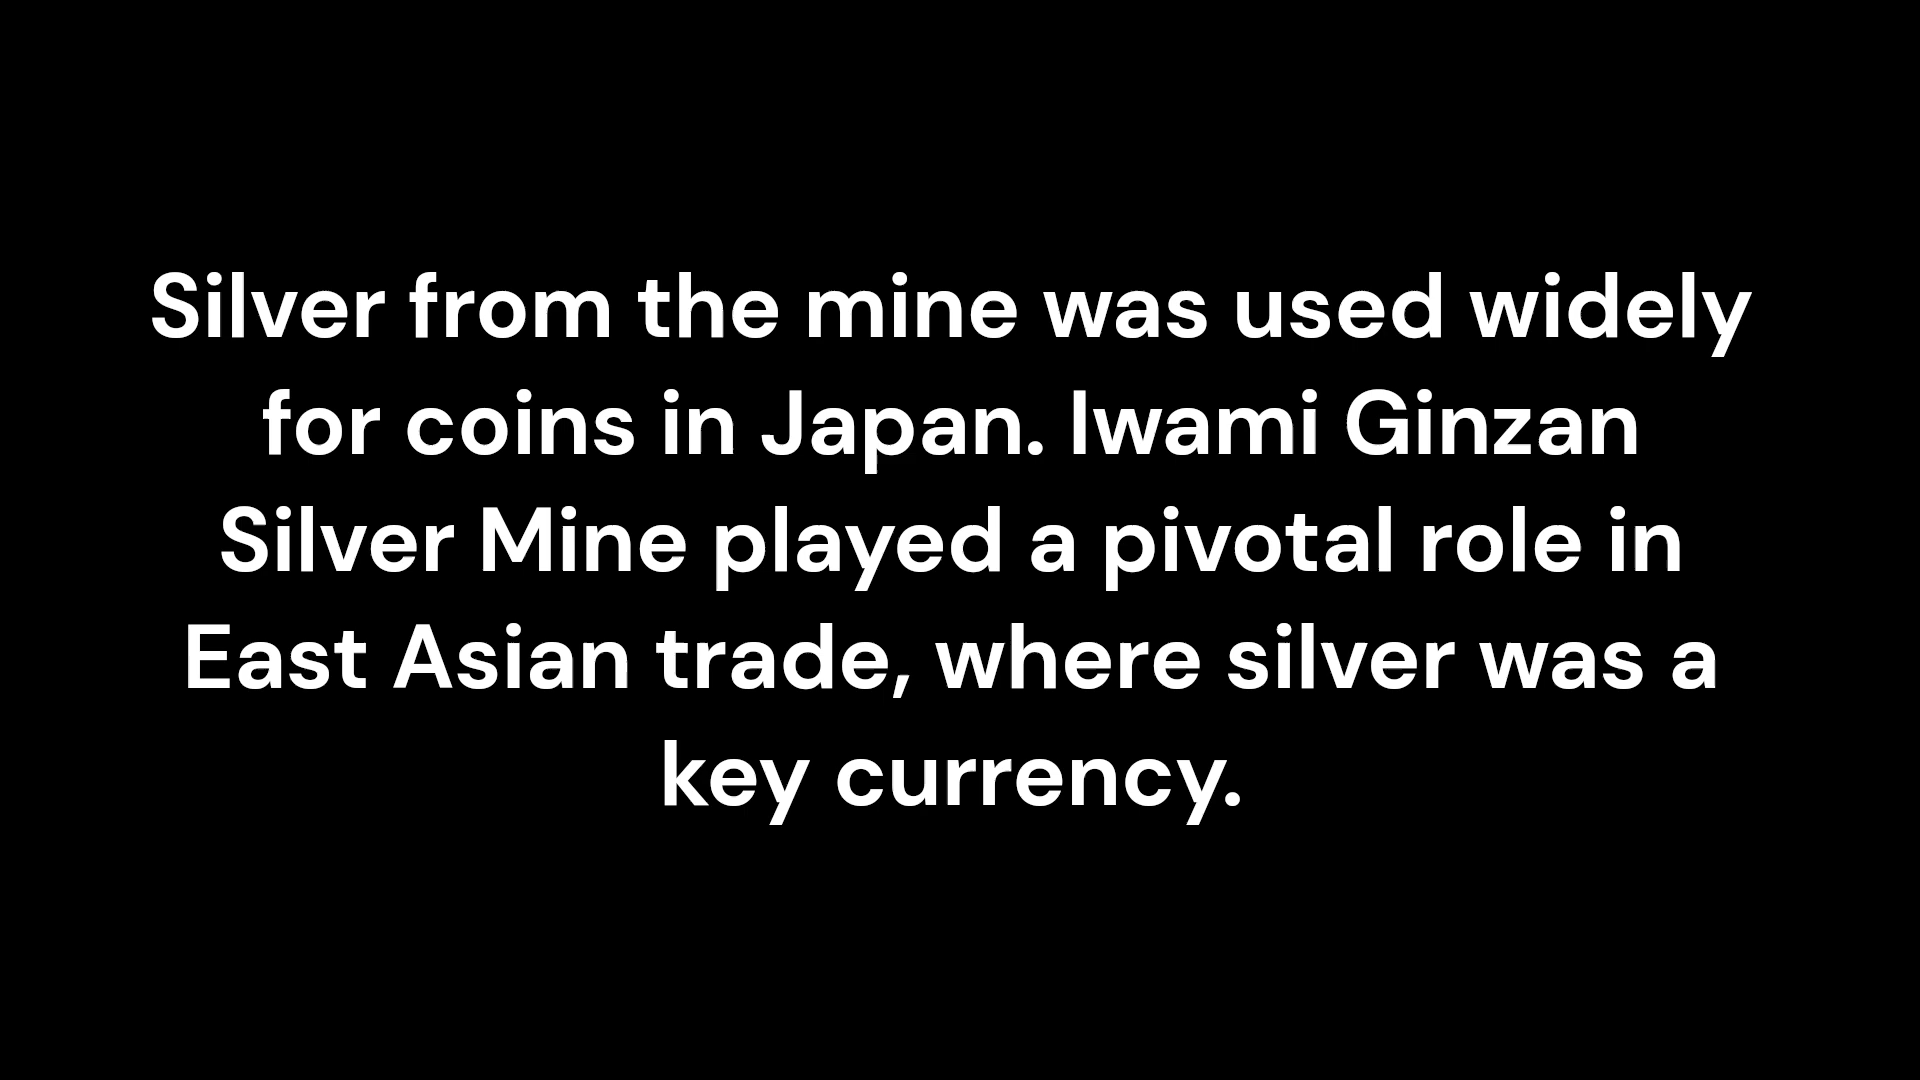 Silver from the mine was used widely
for coins in Japan. Iwami Ginzan
Silver Mine played a pivotal role in
East Asian trade, where silver was a
key currency.